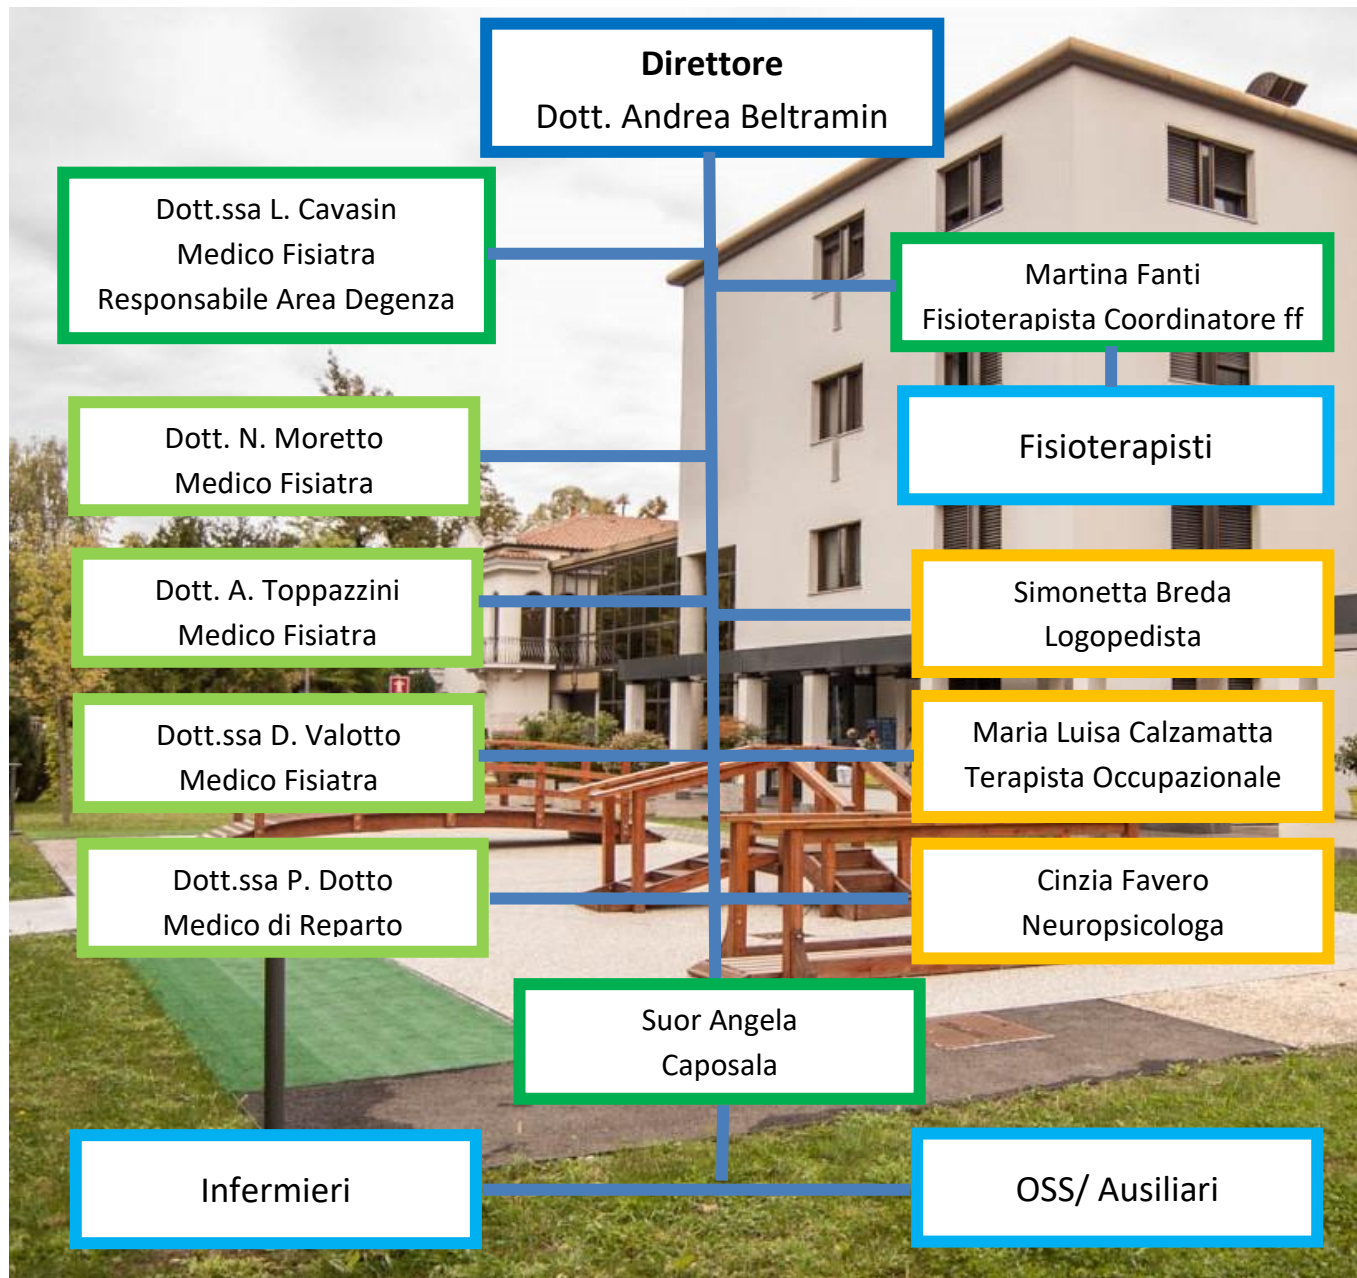 Direttore
Dott. Andrea Beltramin
Dott.ssa L. Cavasin
Medico Fisiatra
Responsabile Area Degenza
Martina Fanti
Fisioterapista Coordinatore ff
Dott. N. Moretto
Medico Fisiatra
Fisioterapisti
Dott. A. Toppazzini
Medico Fisiatra
Simonetta Breda
Logopedista
Dott.ssa D. Valotto
Medico Fisiatra
Maria Luisa Calzamatta
Terapista Occupazionale
Dott.ssa P. Dotto
Medico di Reparto
Cinzia Favero
Neuropsicologa
Suor Angela
Caposala
Infermieri
OSS/ Ausiliari